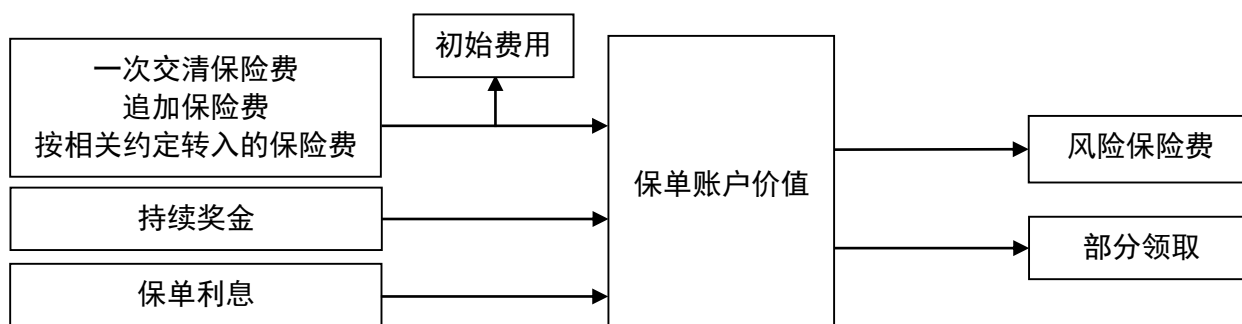 初始费用
一次交清保险费
追加保险费
按相关约定转入的保险费
持续奖金
保单利息
保单账户价值
风险保险费
部分领取